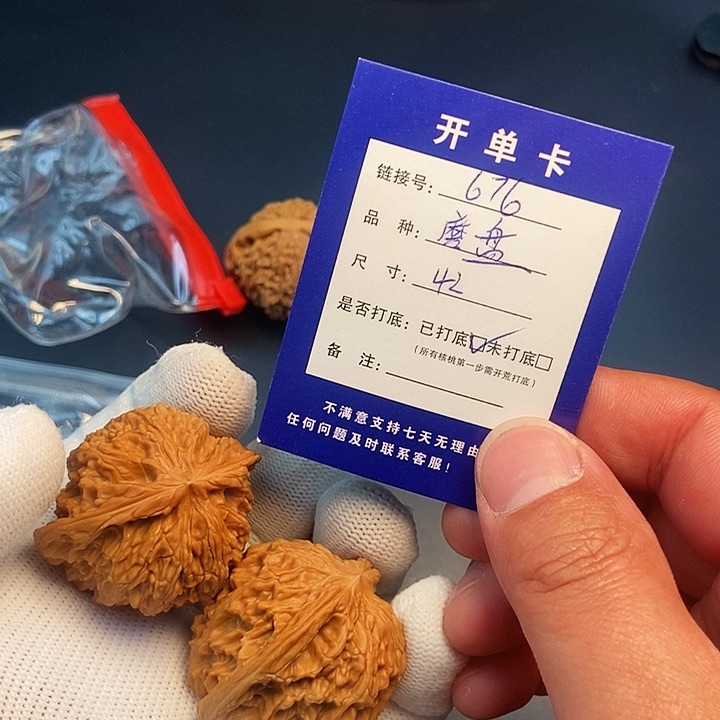 开单卡
链接号: 676
品 种: 磨盘
尺 寸: 42
是否打底: 已打底☑未打底□
(所有核桃第一步需开荒打底)
备 注:
不满意支持七天无理由
任何问题及时联系客服!